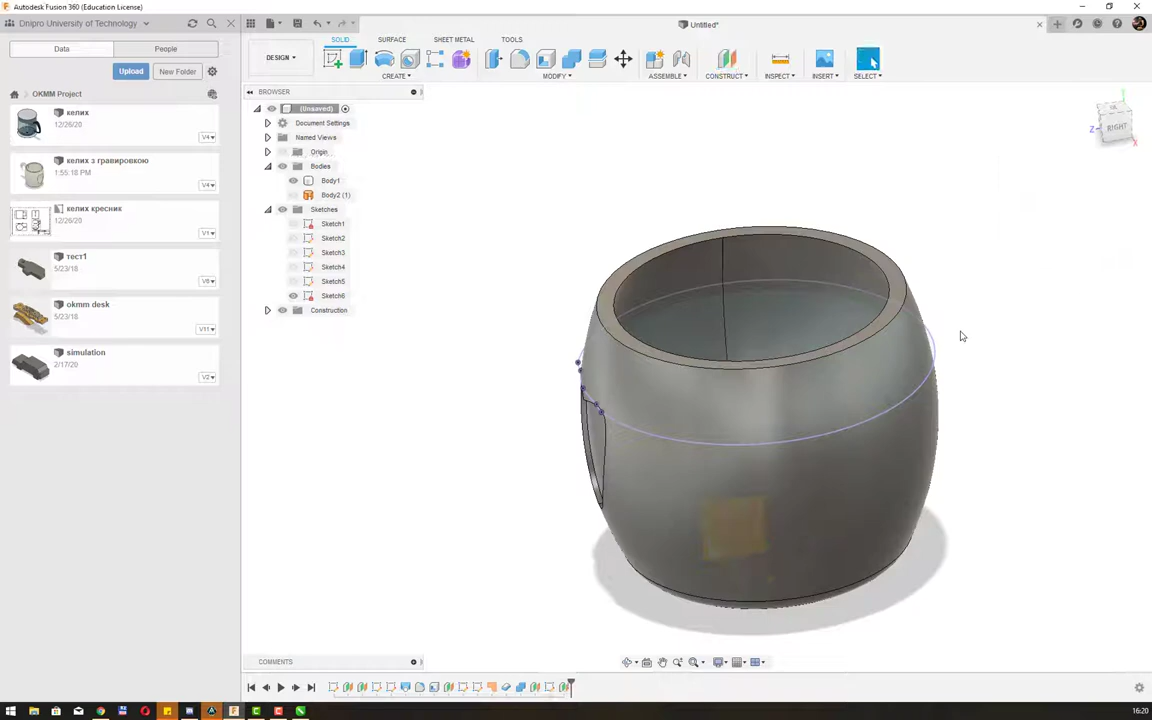 Autodesk Fusion 360 (Education License)
Dnipro University of Technology
Untitled*
Data
People
Upload
New Folder
OKMM Project
келих
12/26/20
V4
келих з гравировкою
1:55:18 PM
V4
келих кресник
12/26/20
V1
тест1
5/23/18
V6
okmm desk
5/23/18
V11
simulation
2/17/20
V2
DESIGN
SOLID
SURFACE
SHEET METAL
TOOLS
CREATE
MODIFY
ASSEMBLE
CONSTRUCT
INSPECT
INSERT
SELECT
BROWSER
(Unsaved)
Document Settings
Named Views
Origin
Bodies
Body1
Body2 (1)
Sketches
Sketch1
Sketch2
Sketch3
Sketch4
Sketch5
Sketch6
Construction
Z
RIGHT
X
COMMENTS
16:20